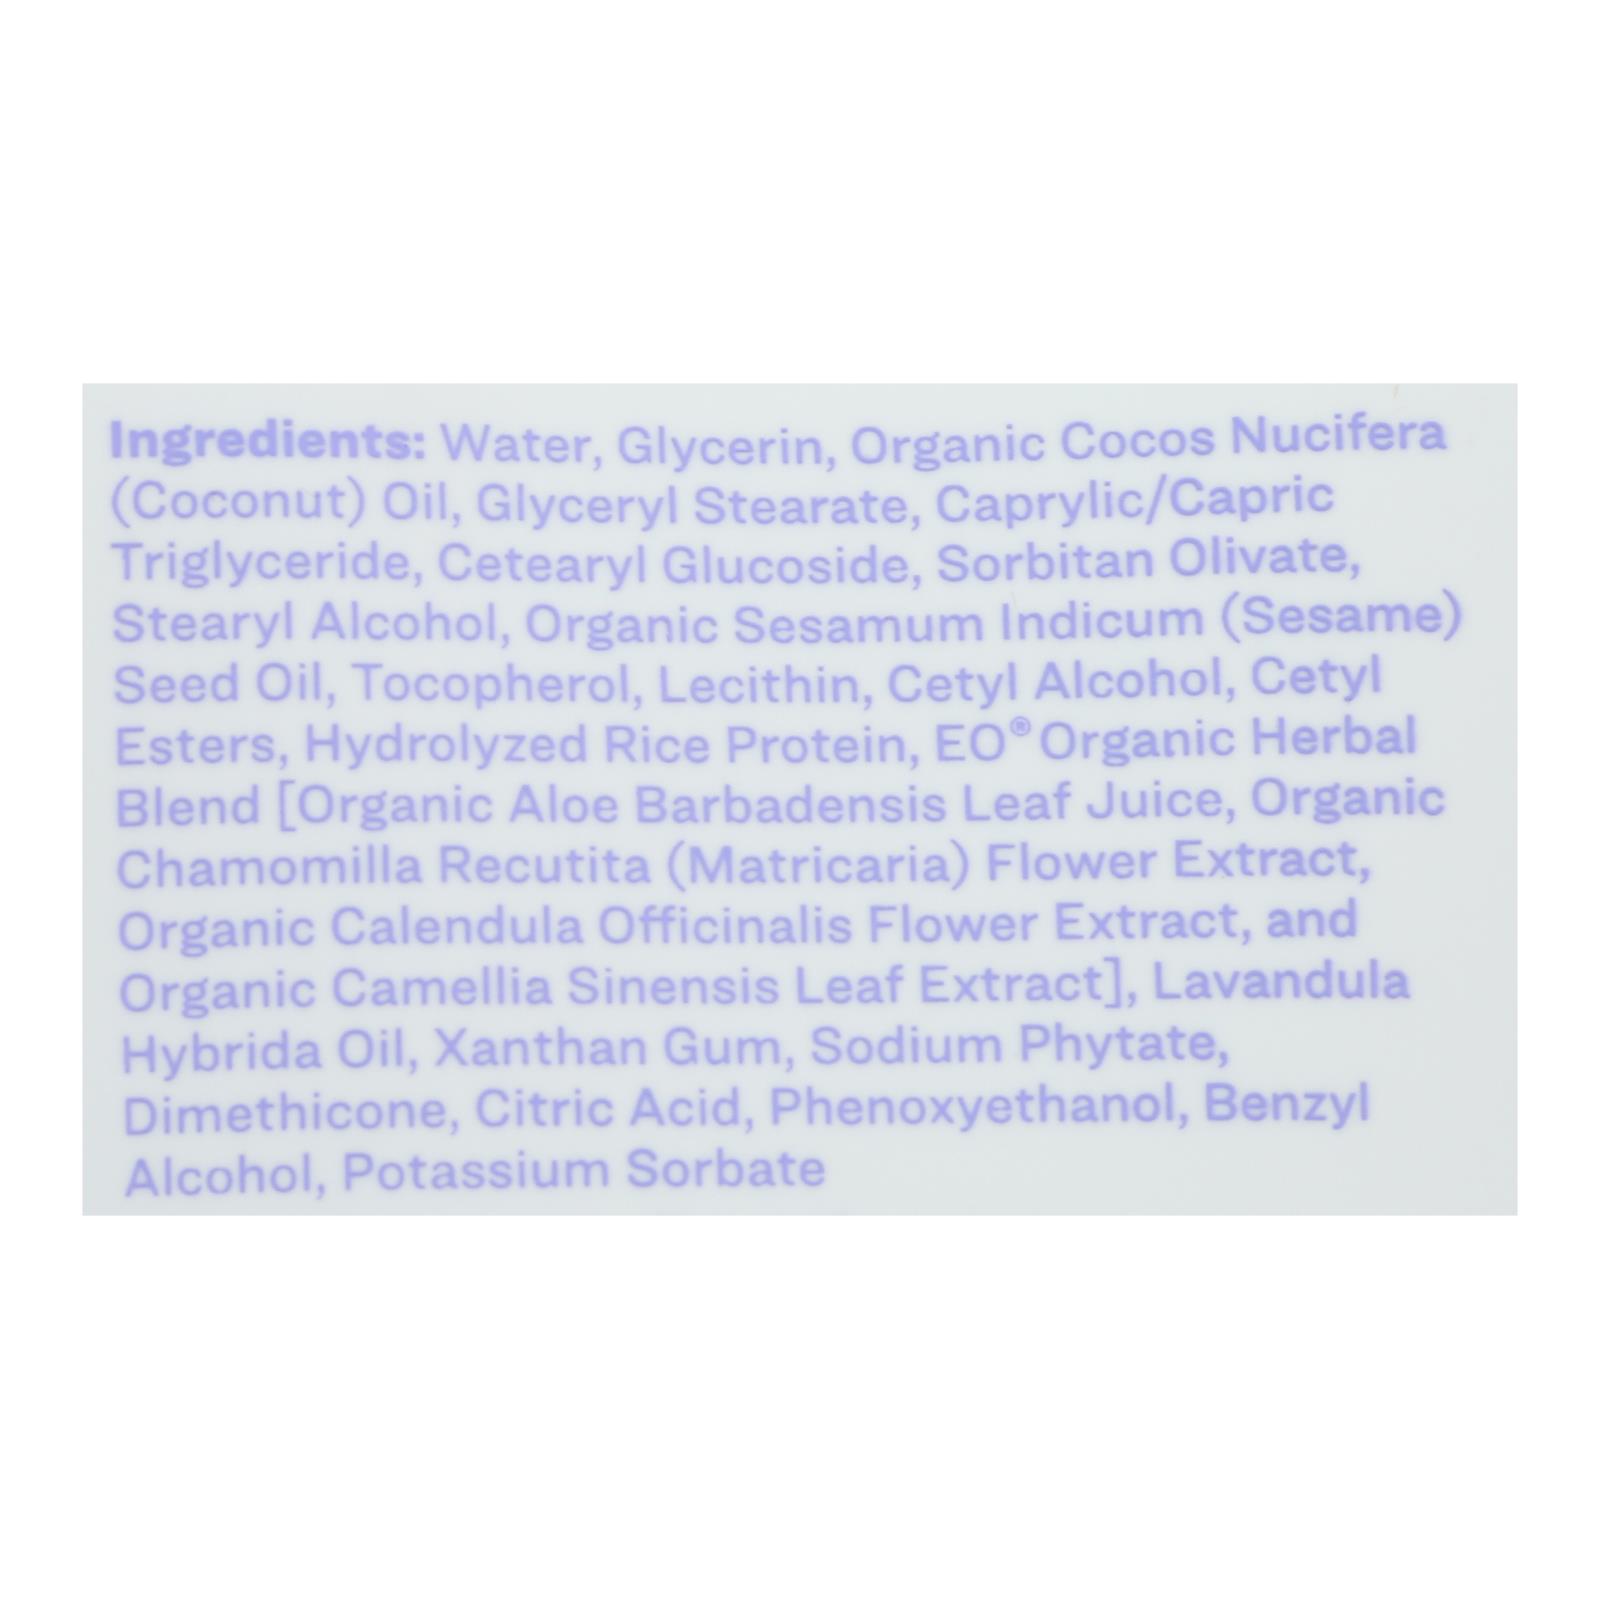 Ingredients: Water, Glycerin, Organic Cocos Nucifera
(Coconut) Oil, Glyceryl Stearate, Caprylic/Capric
Triglyceride, Cetearyl Glucoside, Sorbitan Olivate,
Stearyl Alcohol, Organic Sesamum Indicum (Sesame)
Seed Oil, Tocopherol, Lecithin, Cetyl Alcohol, Cetyl
Esters, Hydrolyzed Rice Protein, EO® Organic Herbal
Blend [Organic Aloe Barbadensis Leaf Juice, Organic
Chamomilla Recutita (Matricaria) Flower Extract,
Organic Calendula Officinalis Flower Extract, and
Organic Camellia Sinensis Leaf Extract], Lavandula
Hybrida Oil, Xanthan Gum, Sodium Phytate,
Dimethicone, Citric Acid, Phenoxyethanol, Benzyl
Alcohol, Potassium Sorbate